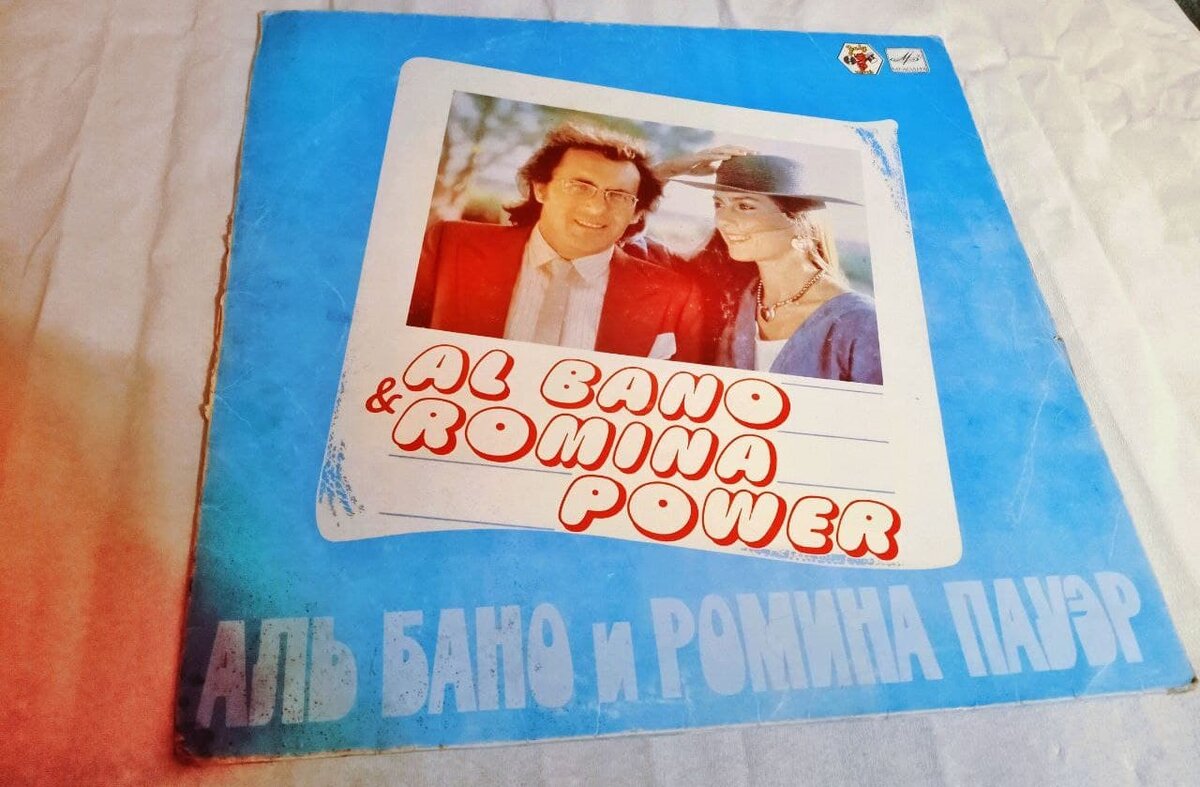 AL BANO
& ROMINA
POWER
АЛЬ БАНО и РОМИНА ПАУЭР